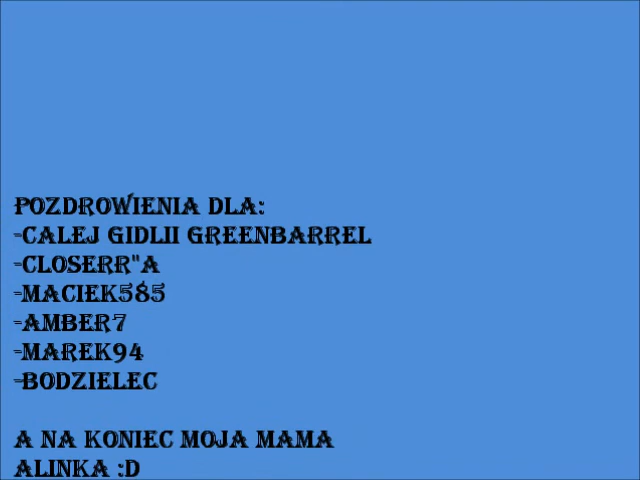 POZDROWIENIA DLA:
-CALEJ GIDLII GREENBARREL
-CLOSERR"A
-MACIEK585
-AMBER7
-MAREK94
-BODZIELEC
A NA KONIEC MOJA MAMA
ALINKA :D